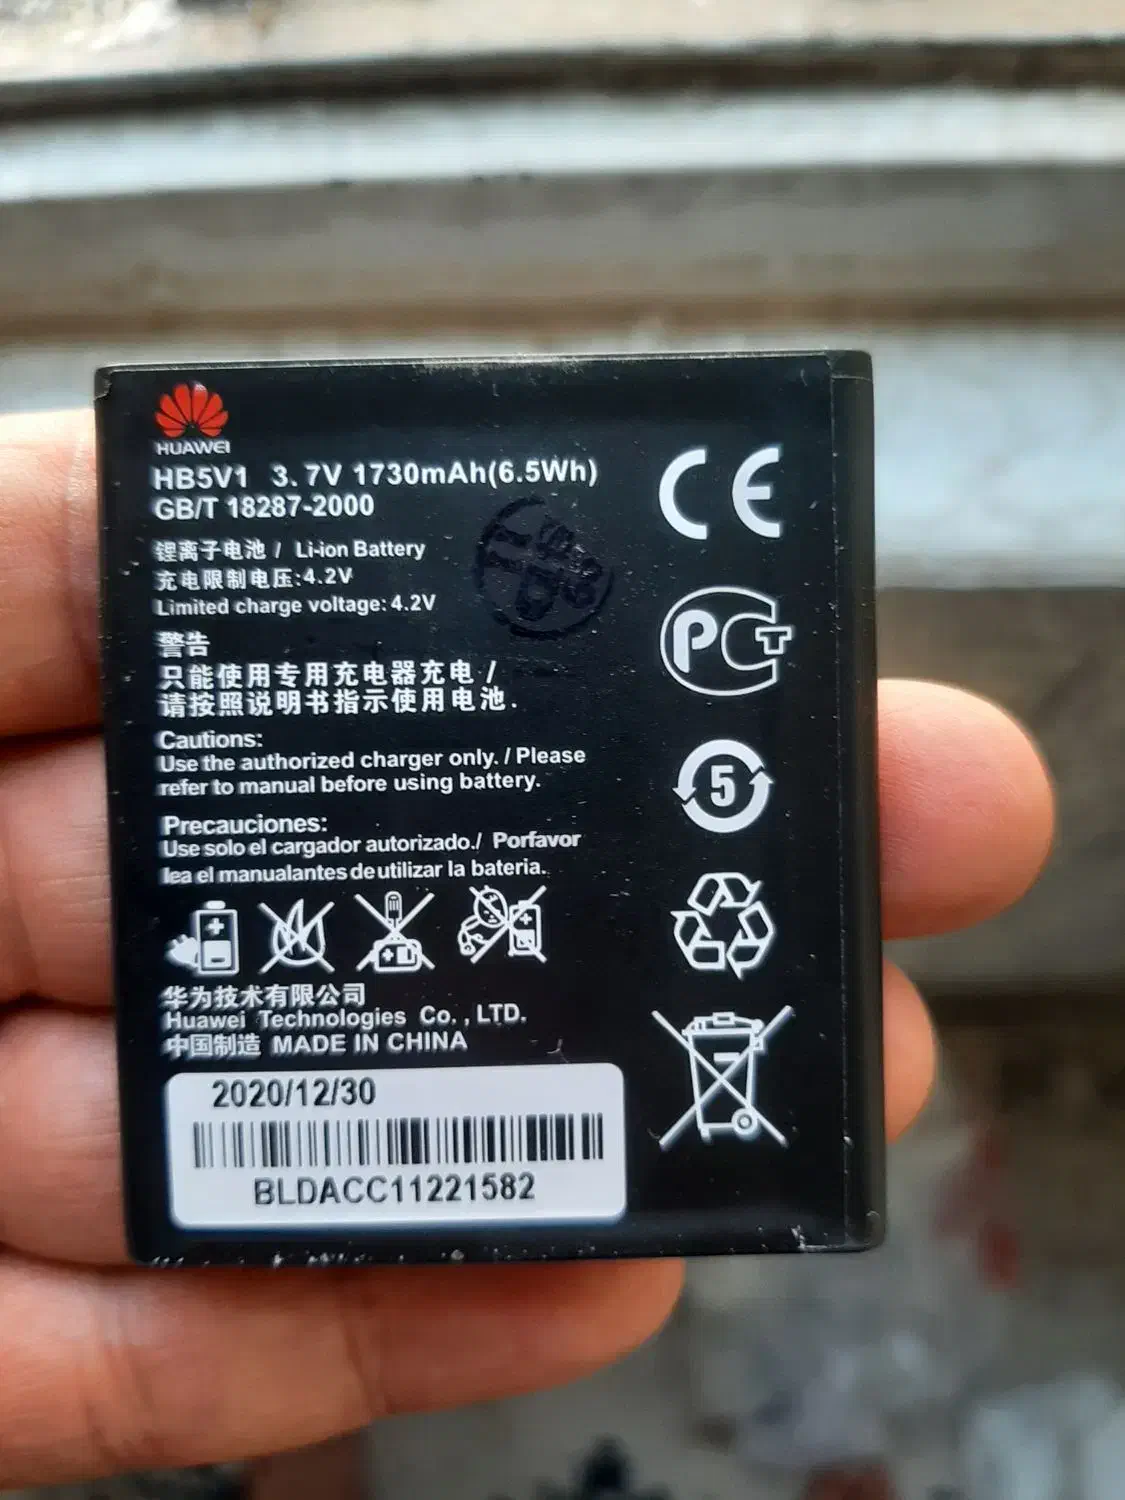 HUAWEI
HB5V1 3.7V 1730mAh(6.5Wh)
GB/T 18287-2000
锂离子电池 / Li-ion Battery
充电限制电压:4.2V
Limited charge voltage: 4.2V
警告
只能使用专用充电器充电 /
请按照说明书指示使用电池.
Cautions:
Use the authorized charger only. / Please
refer to manual before using battery.
Precauciones:
Use solo el cargador autorizado./ Porfavor
lea el manualantes de utilizar la bateria.
华为技术有限公司
Huawei Technologies Co., LTD.
中国制造 MADE IN CHINA
2020/12/30
BLDACC11221582
CE
PCT
5